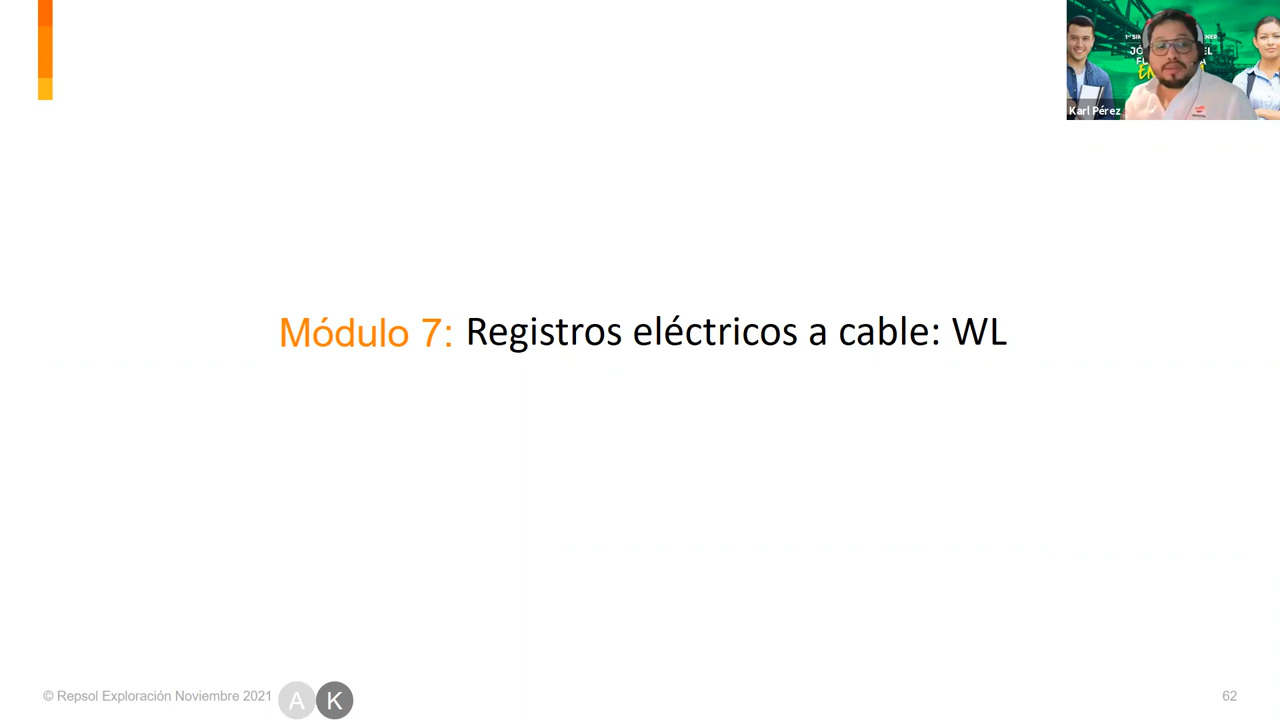 Karl Pérez
Módulo 7: Registros eléctricos a cable: WL
© Repsol Exploración Noviembre 2021
A
K
62